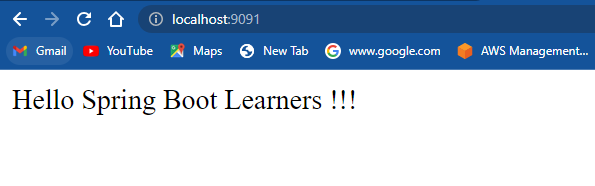 localhost:9091
Gmail YouTube Maps New Tab www.google.com AWS Management...
Hello Spring Boot Learners !!!